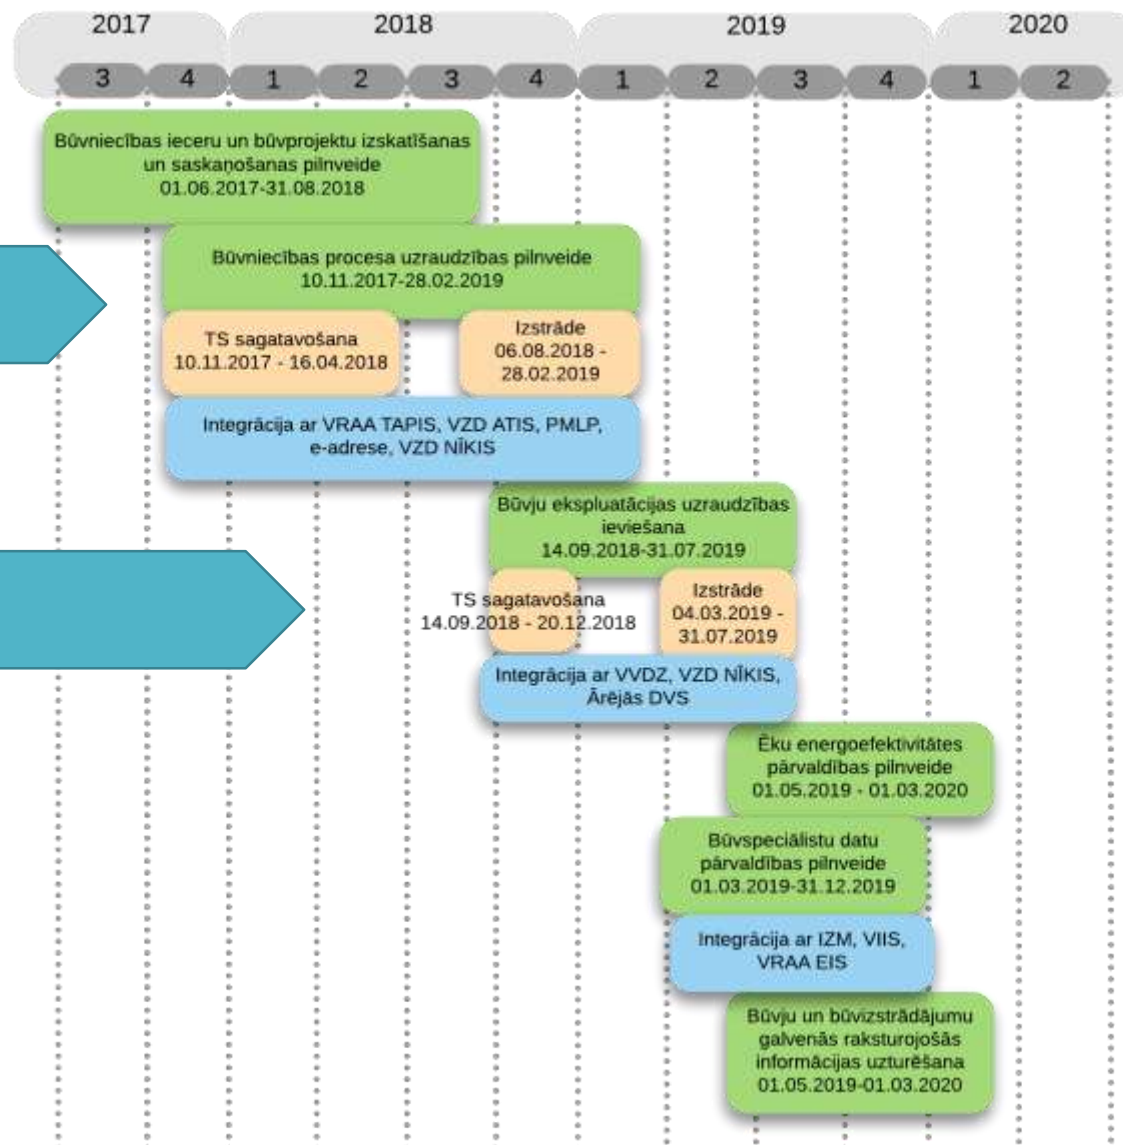 2017 2018 2019 2020
3 4 1 2 3 4 1 2 3 4 1 2
Būvniecības ieceru un būvprojektu izskatīšanas
un saskaņošanas pilnveide
01.06.2017-31.08.2018
Būvniecības procesa uzraudzības pilnveide
10.11.2017-28.02.2019
TS sagatavošana
10.11.2017 - 16.04.2018
Izstrāde
06.08.2018 -
28.02.2019
Integrācija ar VRAA TAPIS, VZD ATIS, PMLP,
e-adrese, VZD NĪKIS
Būvju ekspluatācijas uzraudzības
ieviešana
14.09.2018-31.07.2019
TS sagatavošana
14.09.2018 - 20.12.2018
Izstrāde
04.03.2019 -
31.07.2019
Integrācija ar VVDZ, VZD NĪKIS,
Ārējās DVS
Ēku energoefektivitātes
pārvaldības pilnveide
01.05.2019 - 01.03.2020
Būvspeciālistu datu
pārvaldības pilnveide
01.03.2019-31.12.2019
Integrācija ar IZM, VIIS,
VRAA EIS
Būvju un būvizstrādājumu
galvenās raksturojošās
informācijas uzturēšana
01.05.2019-01.03.2020